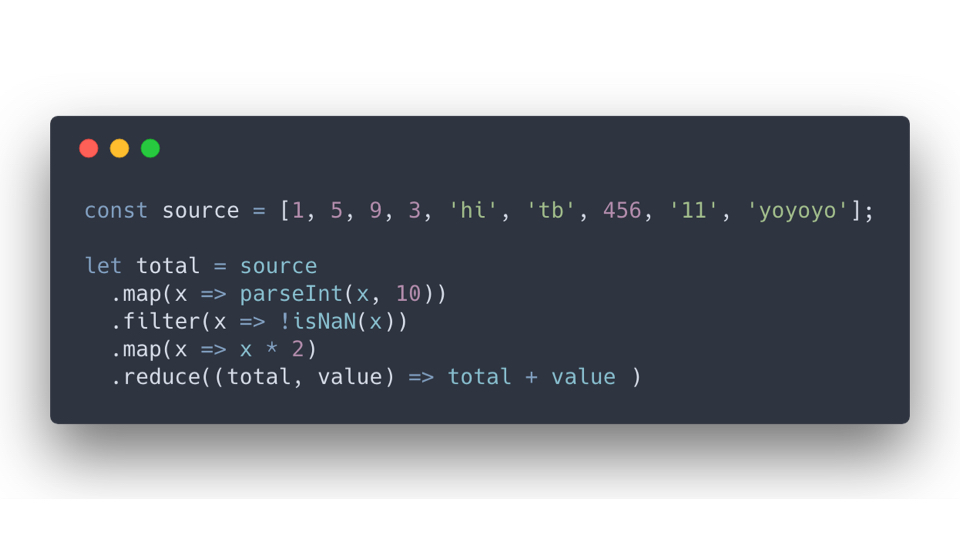 const source = [1, 5, 9, 3, 'hi', 'tb', 456, '11', 'yoyoyo'];
let total = source
.map(x => parseInt(x, 10))
.filter(x => !isNaN(x))
.map(x => x * 2)
.reduce((total, value) => total + value )